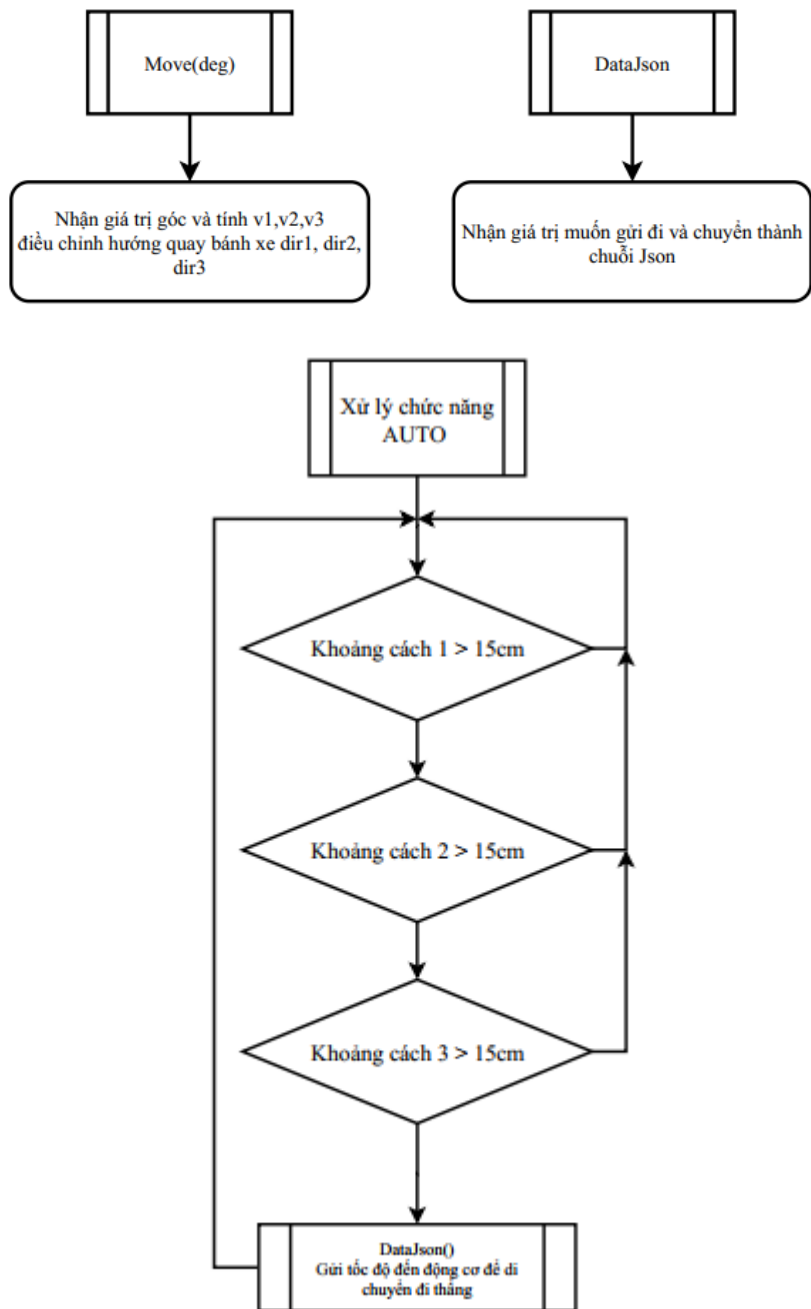 Move(deg)
DataJson
Nhận giá trị góc và tính v1,v2,v3
điều chỉnh hướng quay bánh xe dir1, dir2,
dir3
Nhận giá trị muốn gửi đi và chuyển thành
chuỗi Json
Xử lý chức năng
AUTO
Khoảng cách 1 > 15cm
Khoảng cách 2 > 15cm
Khoảng cách 3 > 15cm
DataJson()
Gửi tốc độ đến động cơ để di
chuyển đi thẳng